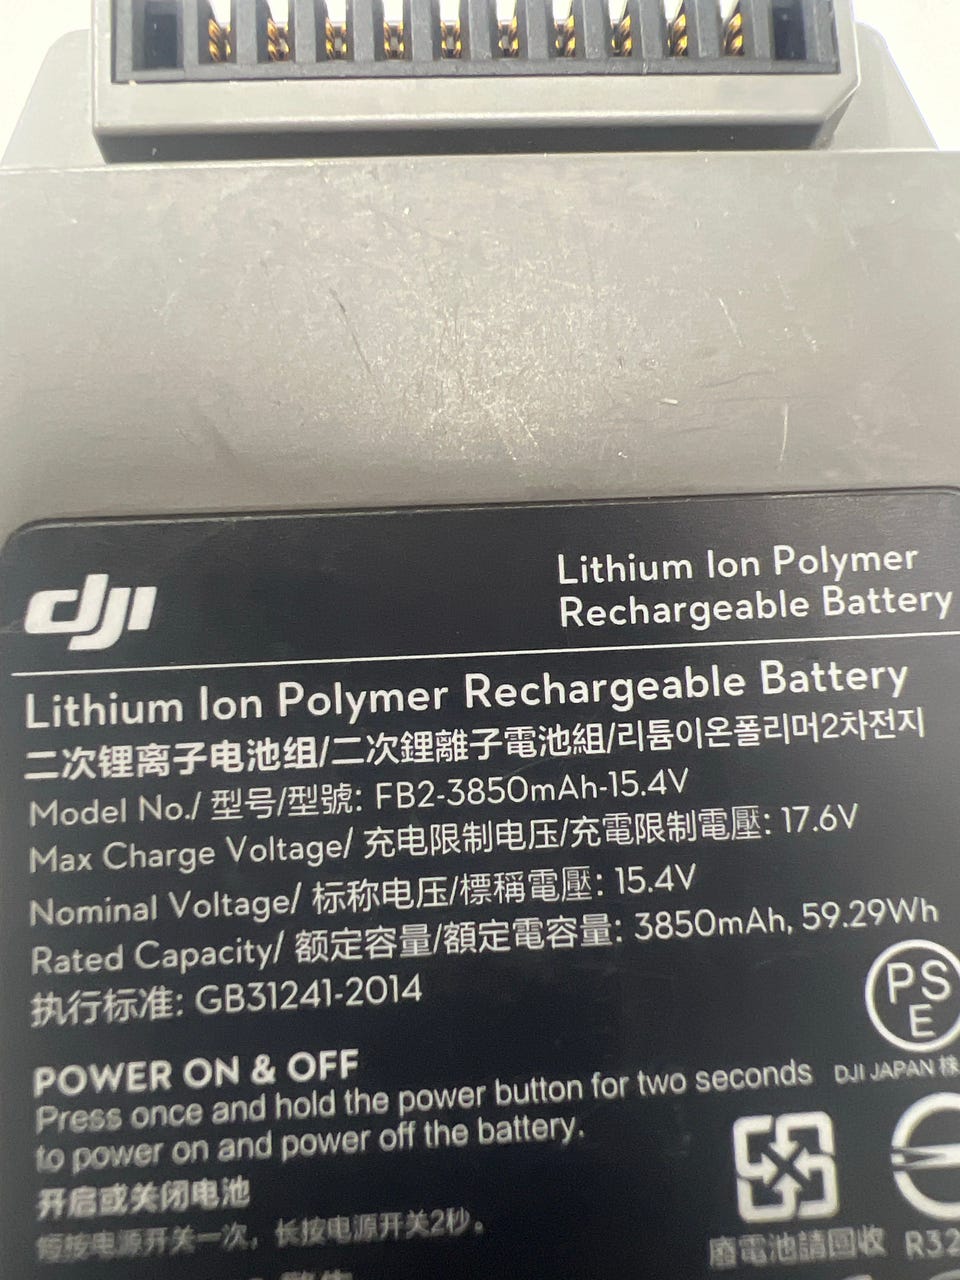 dji
Lithium Ion Polymer
Rechargeable Battery
Lithium Ion Polymer Rechargeable Battery
二次锂离子电池组/二次鋰離子電池組/리튬이온폴리머2차전지
Model No./ 型号/型號: FB2-3850mAh-15.4V
Max Charge Voltage/ 充电限制电压/充電限制電壓: 17.6V
Nominal Voltage/ 标称电压/標稱電壓: 15.4V
Rated Capacity/ 额定容量/額定電容量: 3850mAh, 59.29Wh
执行标准: GB31241-2014
PS
E
DJI JAPAN 株
POWER ON & OFF
Press once and hold the power button for two seconds
to power on and power off the battery.
开启或关闭电池
短按电源开关一次，长按电源开关2秒。
廢電池請回收
R32